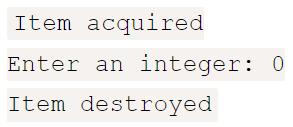 Item acquired
Enter an integer: 0
Item destroyed